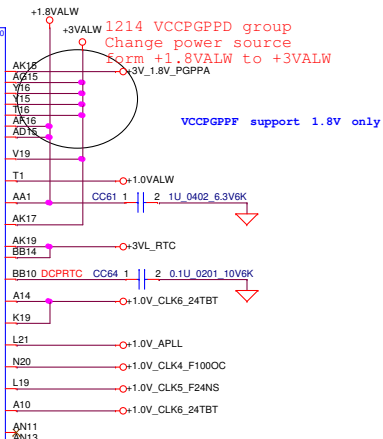 +1.8VALW
+3VALW
1214 VCCPGPPD group
Change power source
form +1.8VALW to +3VALW
AK15
+3V_1.8V_PGPPA
AG15
Y16
Y15
T16
AF16
AD15
VCCPGPPF support 1.8V only
V19
T1
+1.0VALW
AA1
CC61 1 2 1U_0402_6.3V6K
AK17
AK19
+3VL_RTC
BB14
BB10 DCPRTC CC64 1 2 0.1U_0201_10V6K
A14
+1.0V_CLK6_24TBT
K19
L21
+1.0V_APLL
N20
+1.0V_CLK4_F100OC
L19
+1.0V_CLK5_F24NS
A10
+1.0V_CLK6_24TBT
AN11
AN13